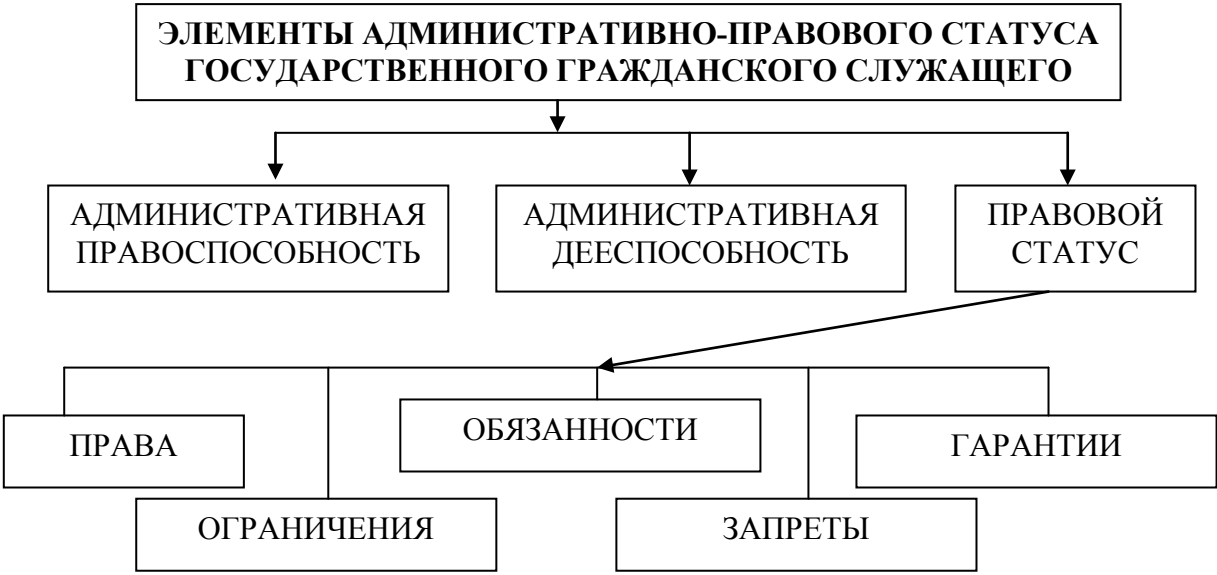 ЭЛЕМЕНТЫ АДМИНИСТРАТИВНО-ПРАВОВОГО СТАТУСА
ГОСУДАРСТВЕННОГО ГРАЖДАНСКОГО СЛУЖАЩЕГО
АДМИНИСТРАТИВНАЯ
ПРАВОСПОСОБНОСТЬ
АДМИНИСТРАТИВНАЯ
ДЕЕСПОСОБНОСТЬ
ПРАВОВОЙ
СТАТУС
ПРАВА
ОБЯЗАННОСТИ
ГАРАНТИИ
ОГРАНИЧЕНИЯ
ЗАПРЕТЫ